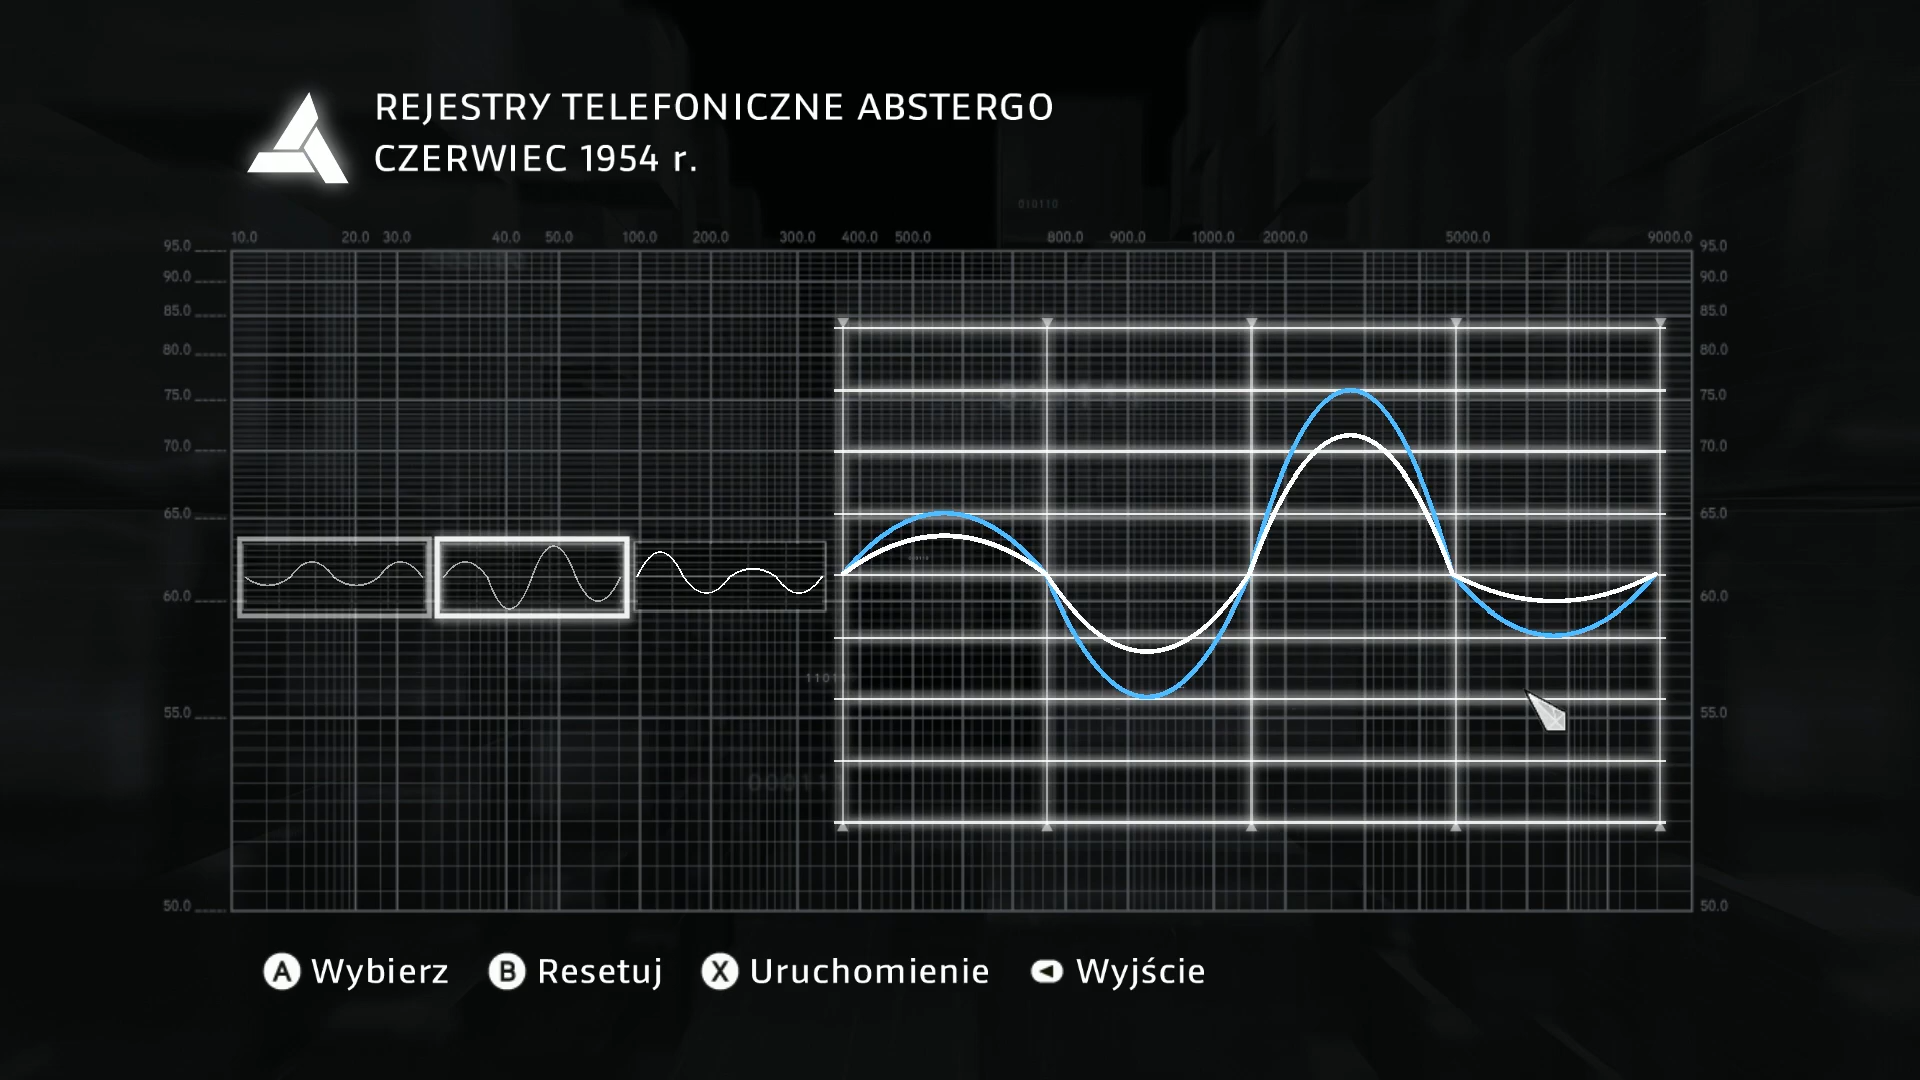 REJESTRY TELEFONICZNE ABSTERGO
CZERWIEC 1954 r.
010110
10.0 20.0 30.0 40.0 50.0 100.0 200.0 300.0 400.0 500.0 800.0 900.0 1000.0 2000.0 5000.0 9000.0
95.0 95.0
90.0 90.0
85.0 85.0
80.0 80.0
75.0 75.0
70.0 70.0
65.0 65.0
60.0 60.0
55.0 55.0
50.0 50.0
A Wybierz B Resetuj X Uruchomienie Wyjście